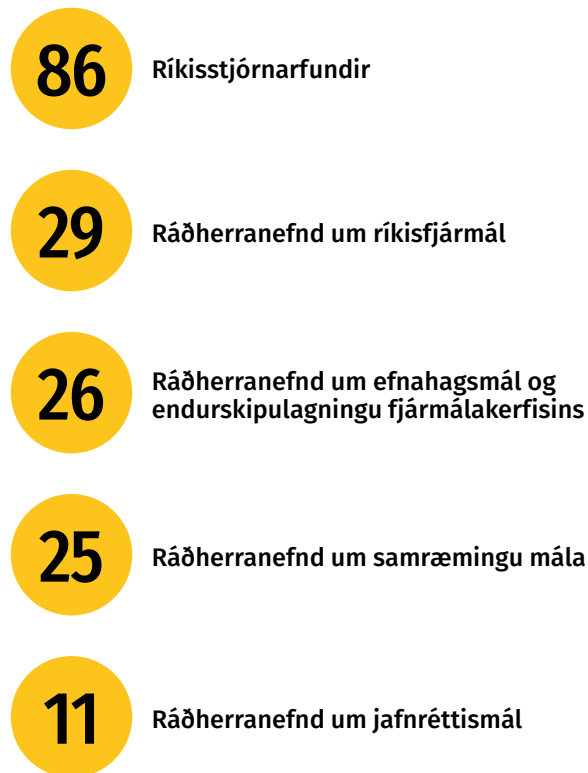 86
Ríkisstjórnarfundir
29
Ráðherranefnd um ríkisfjármál
26
Ráðherranefnd um efnahagsmál og
endurskipulagningu fjármálakerfisins
25
Ráðherranefnd um samræmingu mála
11
Ráðherranefnd um jafnréttismál